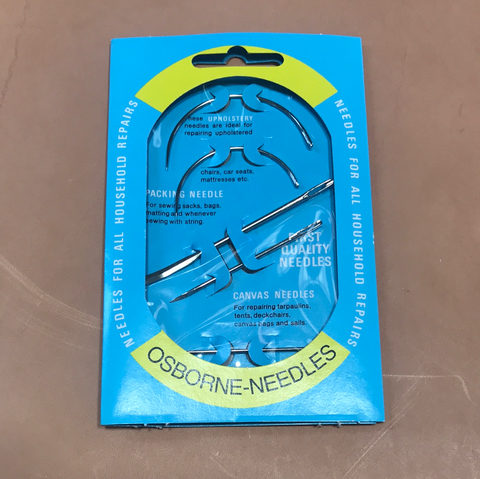 NEEDLES FOR ALL HOUSEHOLD REPAIRS
NEEDLES FOR ALL HOUSEHOLD REPAIRS
These UPHOLSTERY
needles are ideal for
repairing upholstered
chairs, car seats,
mattresses etc.
PACKING NEEDLE
For sewing sacks, bags,
matting and whenever
sewing with string.
QUALITY
NEEDLES
CANVAS NEEDLES
For repairing tarpaulins,
tents, deckchairs,
canvas bags and sails.
OSBORNE-NEEDLES